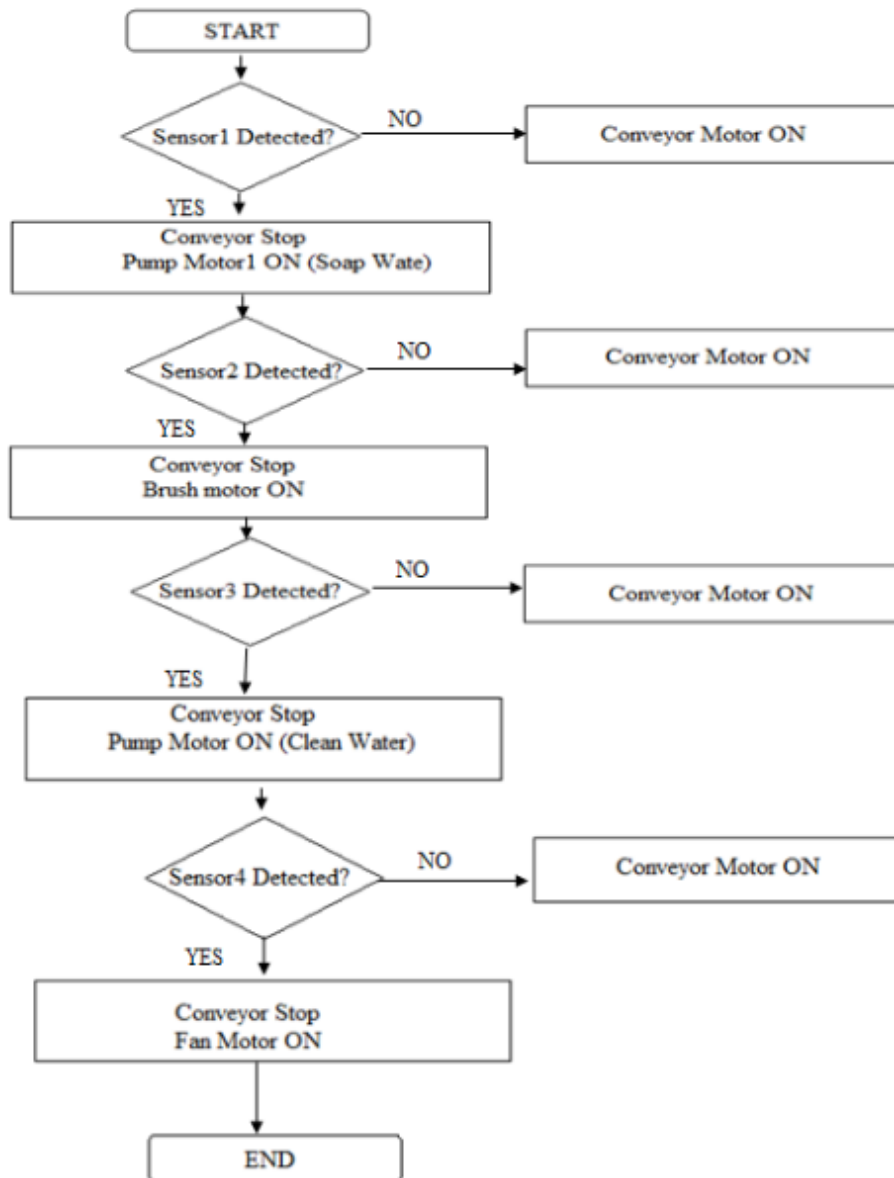 START
Sensor1 Detected?
NO
Conveyor Motor ON
YES
Conveyor Stop
Pump Motor1 ON (Soap Wate)
Sensor2 Detected?
NO
Conveyor Motor ON
YES
Conveyor Stop
Brush motor ON
Sensor3 Detected?
NO
Conveyor Motor ON
YES
Conveyor Stop
Pump Motor ON (Clean Water)
Sensor4 Detected?
NO
Conveyor Motor ON
YES
Conveyor Stop
Fan Motor ON
END